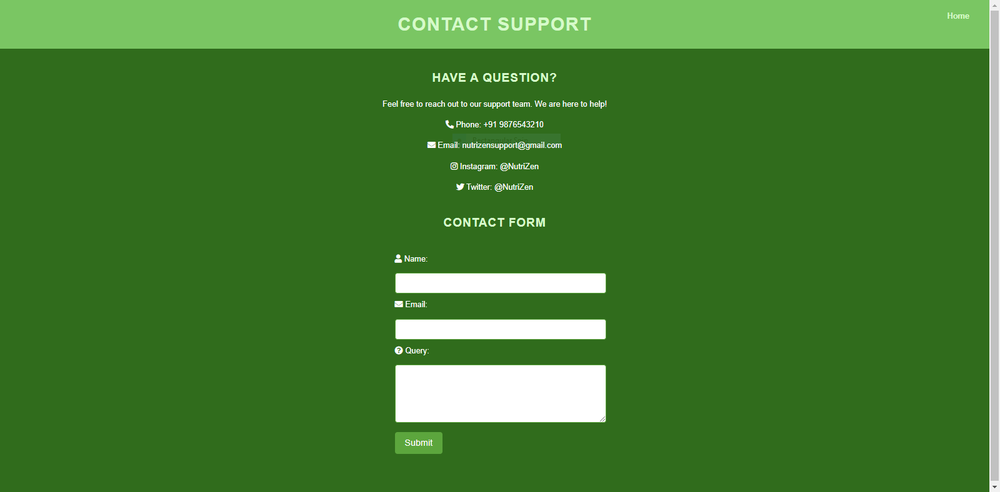 CONTACT SUPPORT
Home
HAVE A QUESTION?
Feel free to reach out to our support team. We are here to help!
Phone: +91 9876543210
Email: nutrizensupport@gmail.com
Instagram: @NutriZen
Twitter: @NutriZen
CONTACT FORM
Name:
Email:
Query:
Submit